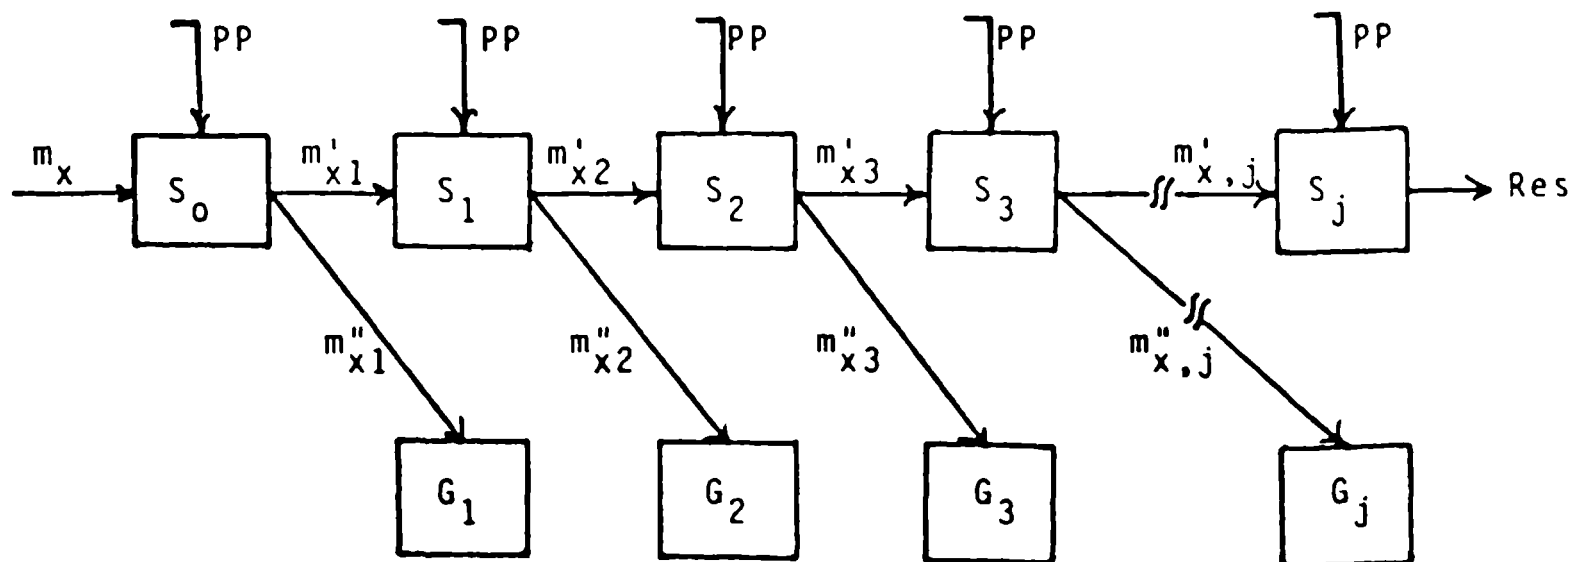 PP PP PP PP PP
m_x m'_x1 m'_x2 m'_x3 m'_x,j
S_o S_1 S_2 S_3 S_j Res
m"_x1 m"_x2 m"_x3 m"_x,j
G_1 G_2 G_3 G_j